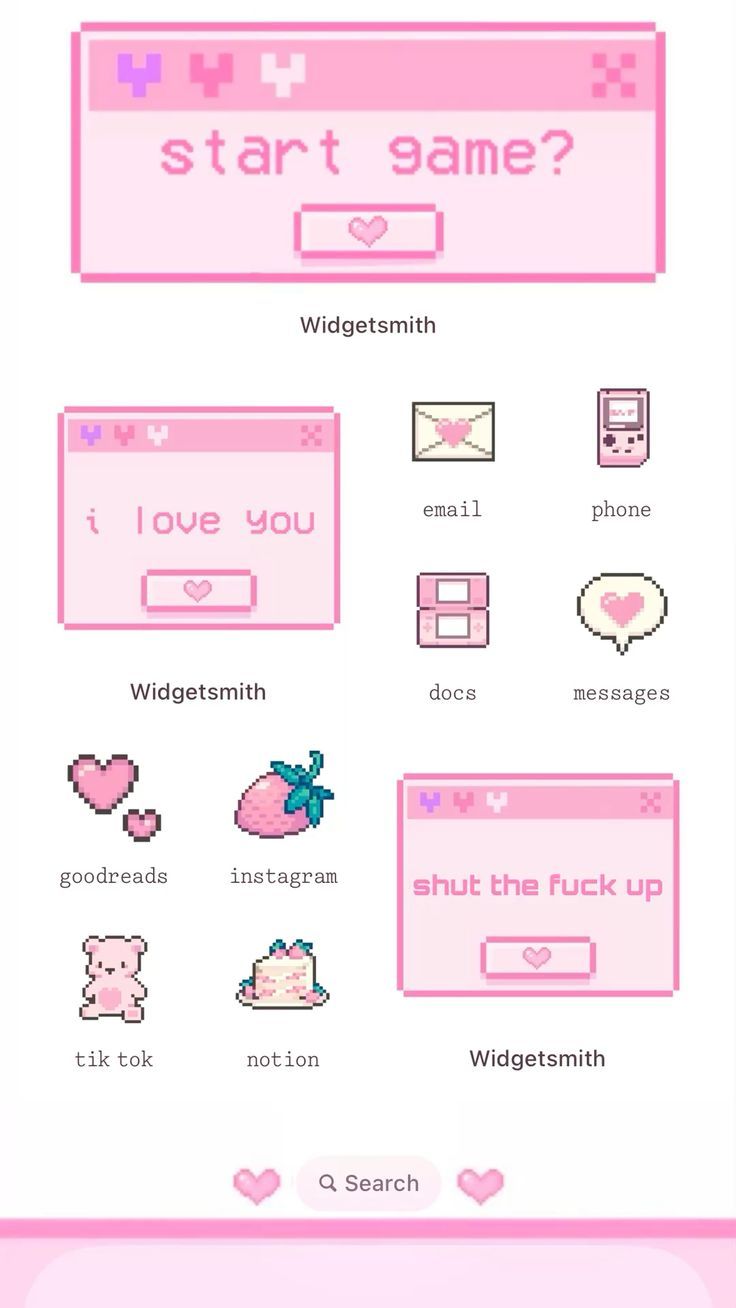 start game?
Widgetsmith
i love you
Widgetsmith
email
phone
docs
messages
goodreads
instagram
tik tok
notion
shut the fuck up
Widgetsmith
Search